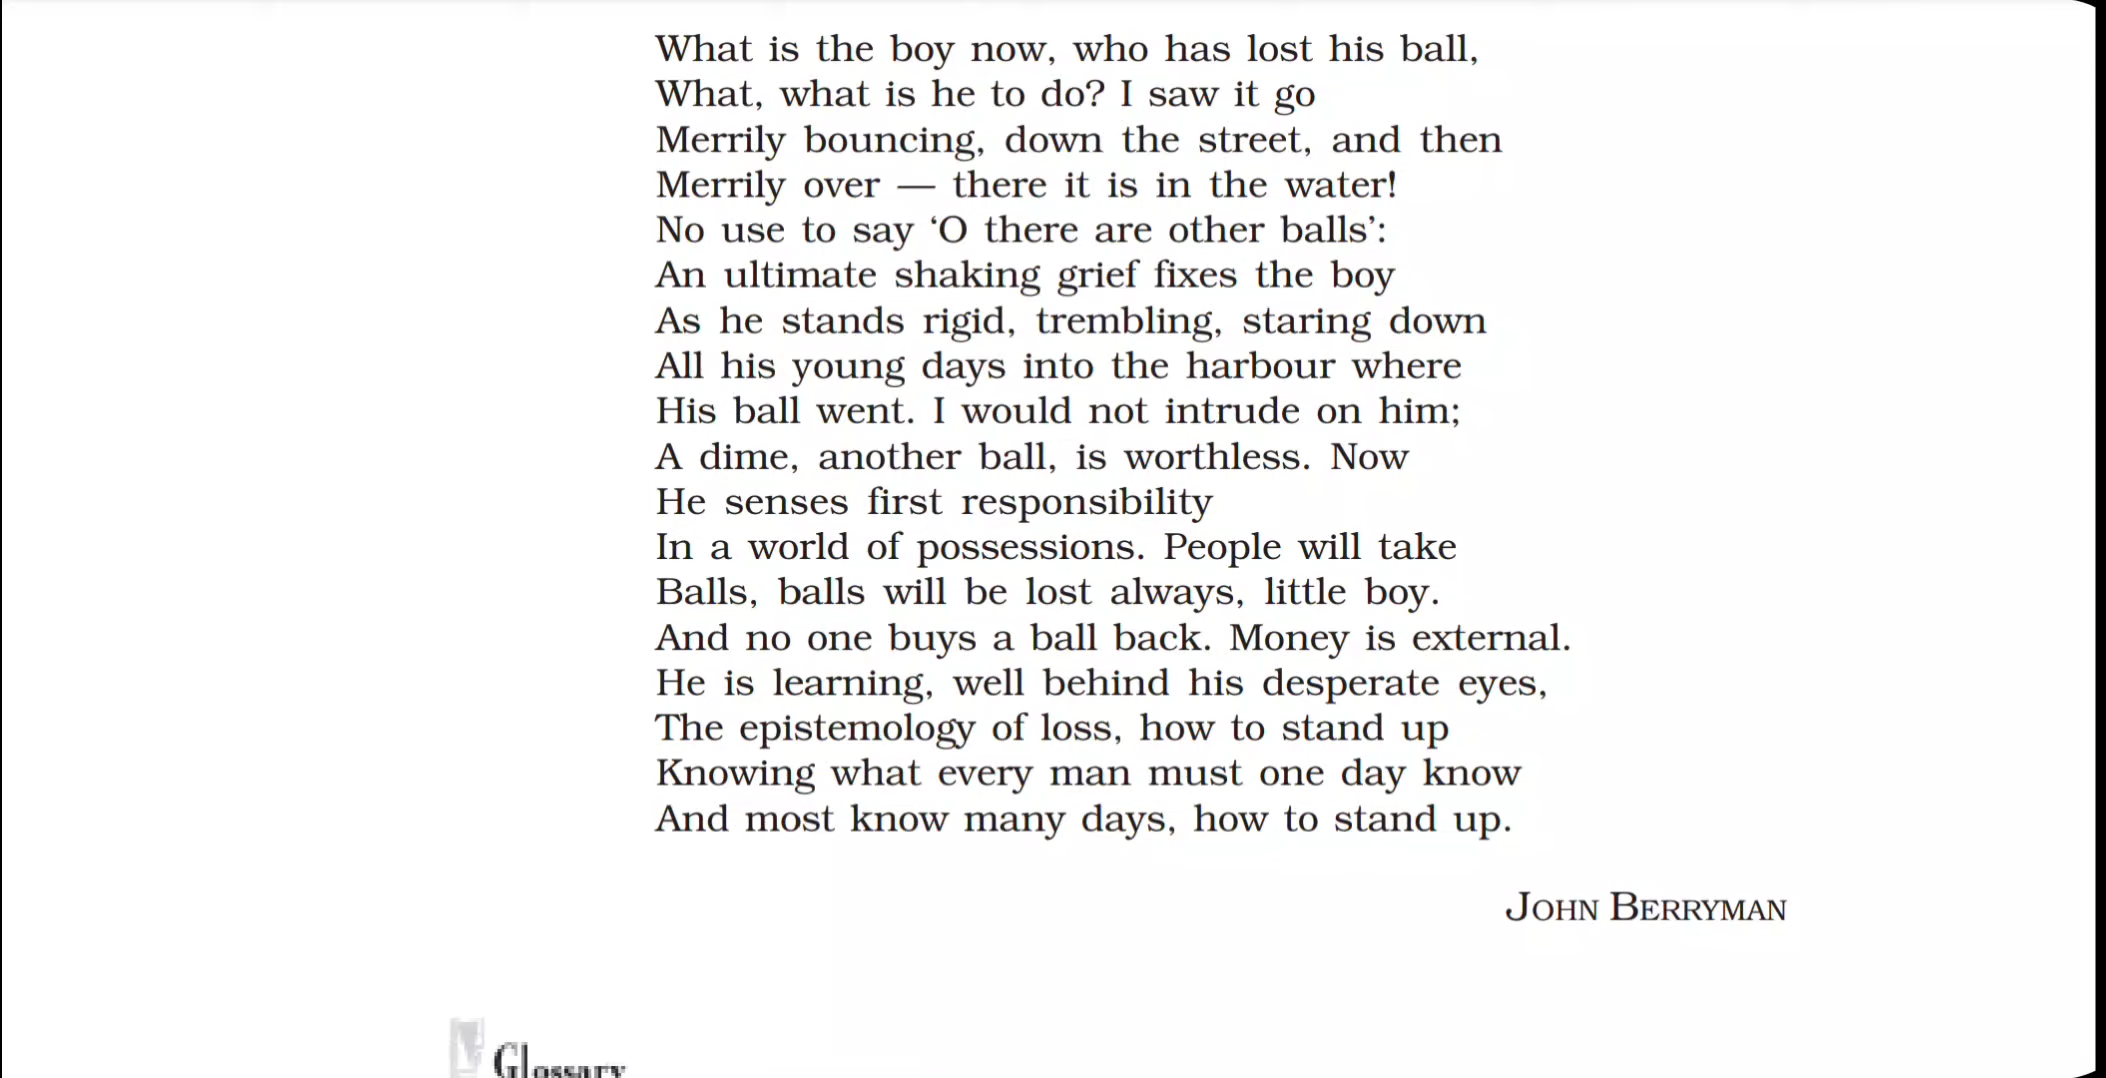 What is the boy now, who has lost his ball,
What, what is he to do? I saw it go
Merrily bouncing, down the street, and then
Merrily over — there it is in the water!
No use to say ‘O there are other balls’:
An ultimate shaking grief fixes the boy
As he stands rigid, trembling, staring down
All his young days into the harbour where
His ball went. I would not intrude on him;
A dime, another ball, is worthless. Now
He senses first responsibility
In a world of possessions. People will take
Balls, balls will be lost always, little boy.
And no one buys a ball back. Money is external.
He is learning, well behind his desperate eyes,
The epistemology of loss, how to stand up
Knowing what every man must one day know
And most know many days, how to stand up.
JOHN BERRYMAN
Glossary